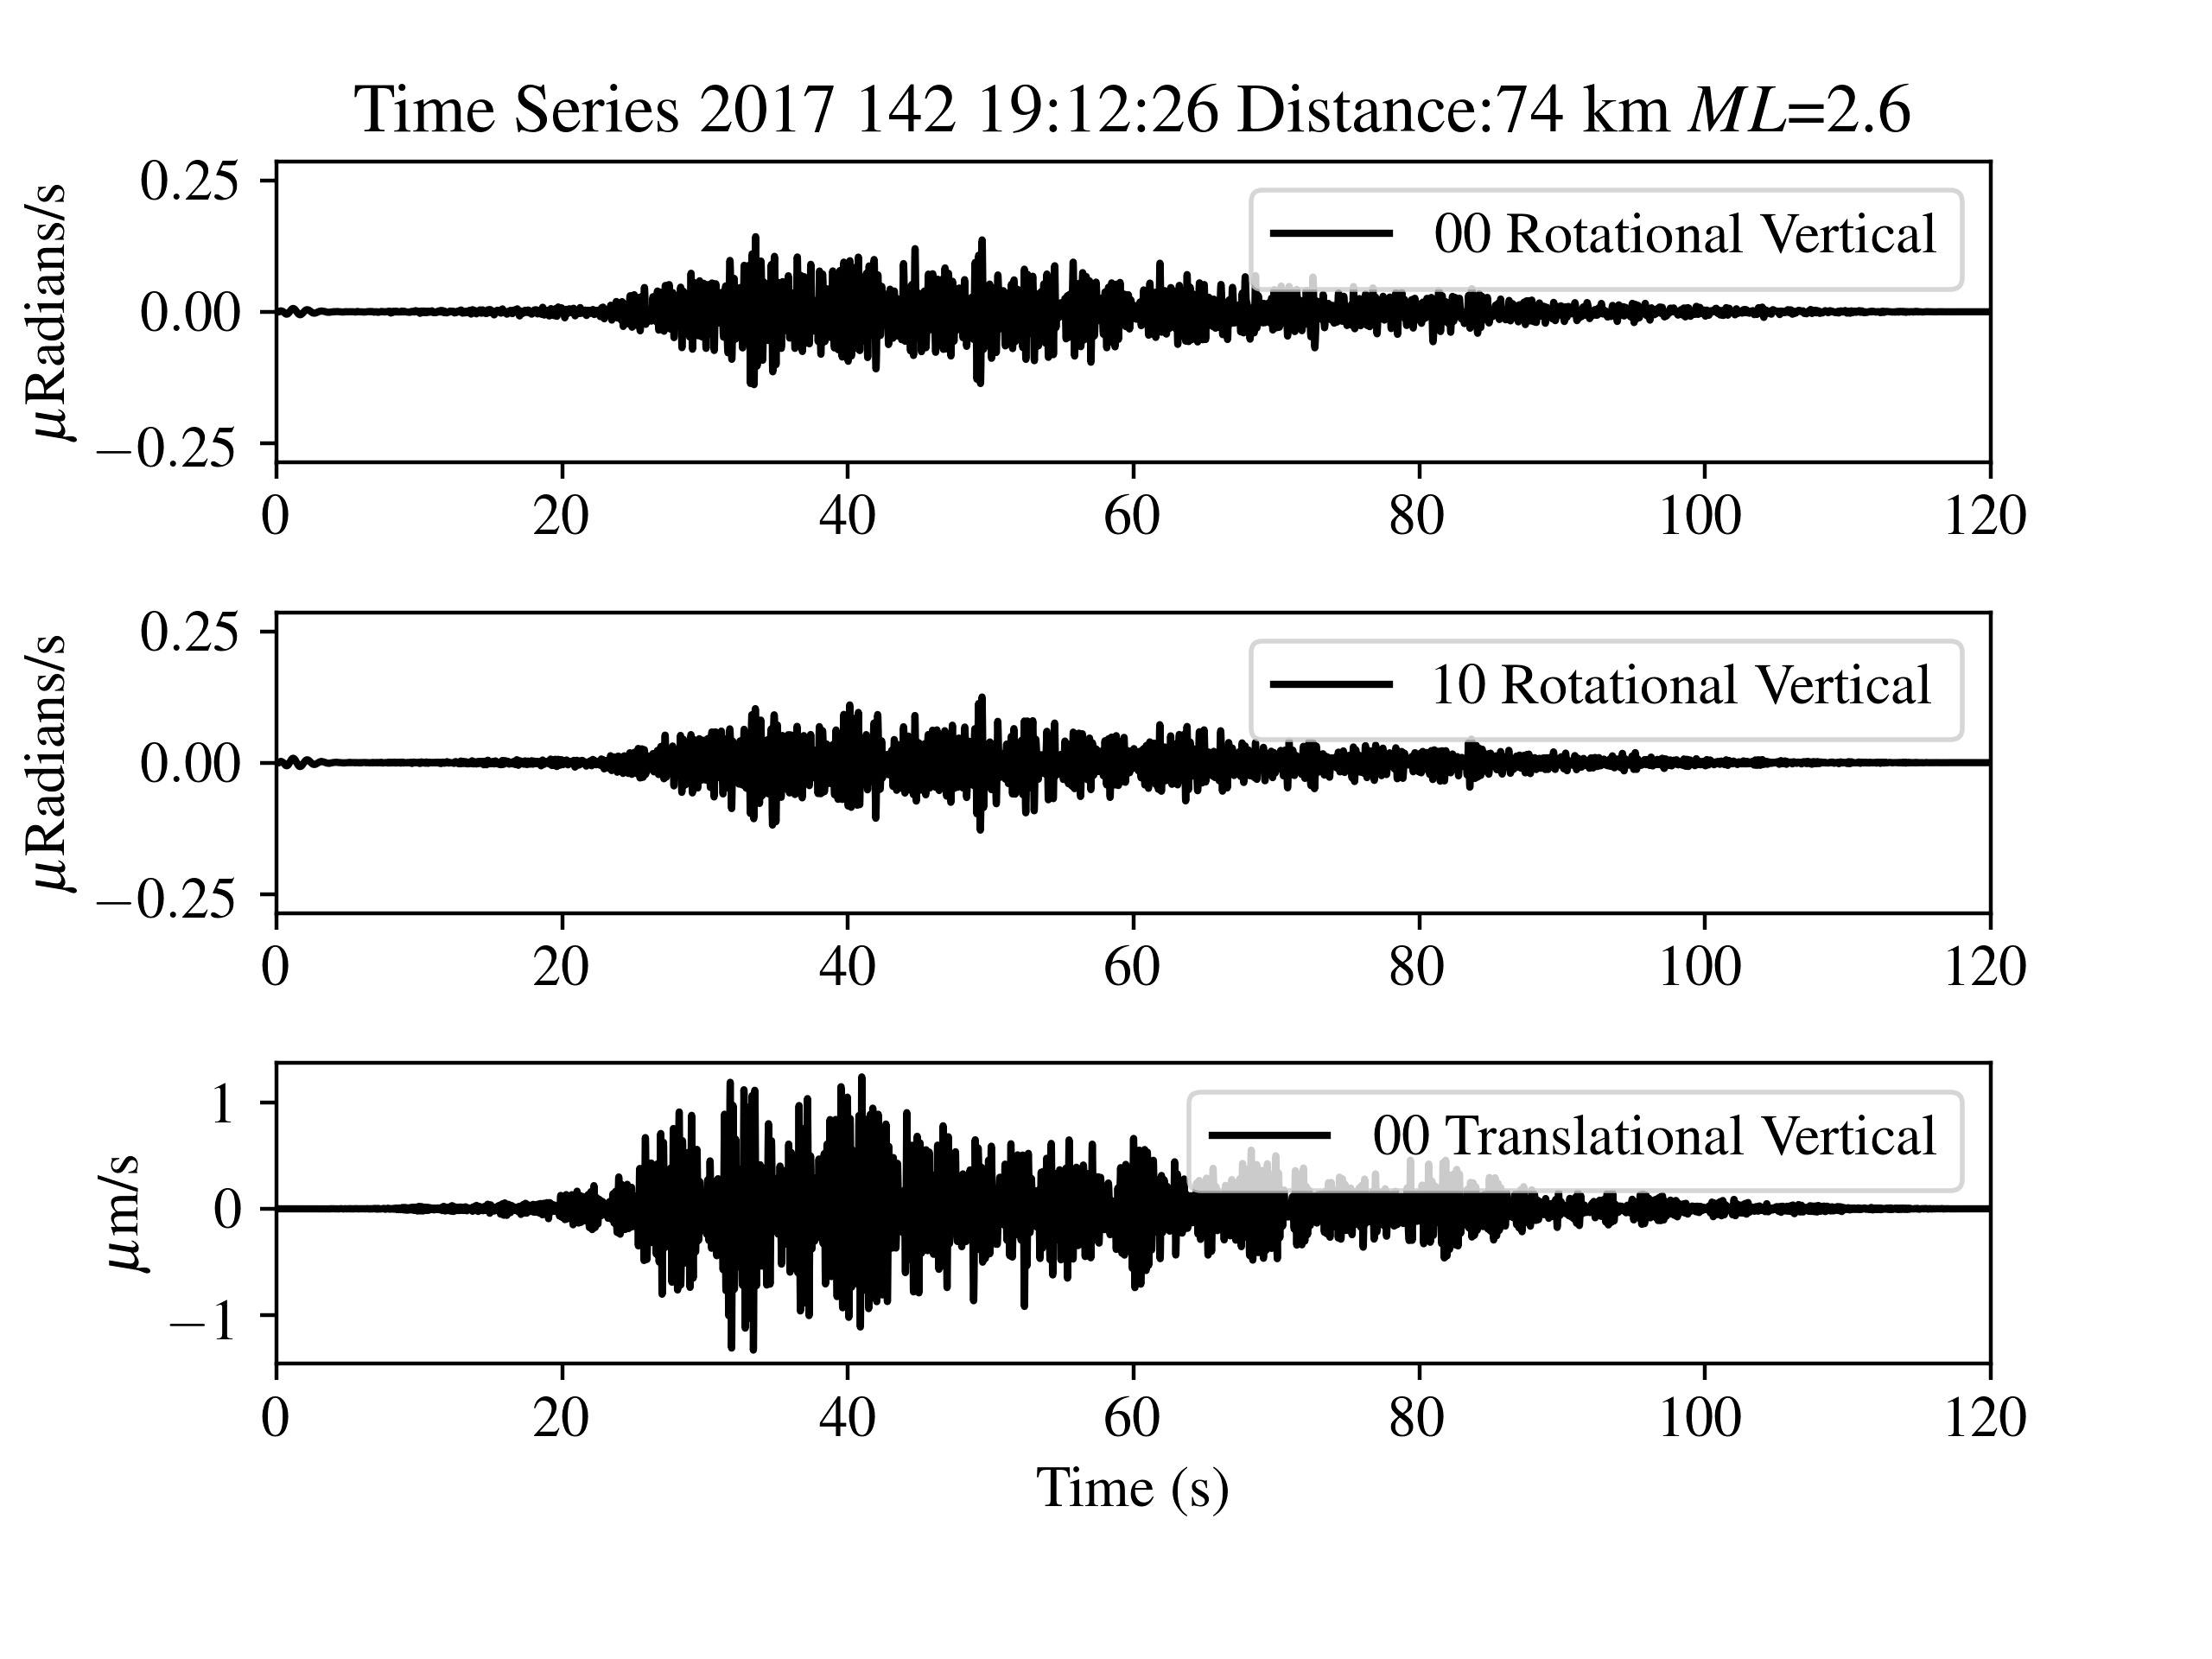 Time Series 2017 142 19:12:26 Distance:74 km ML=2.6
μRadians/s
0.25
0.00
−0.25
00 Rotational Vertical
0 20 40 60 80 100 120
μRadians/s
0.25
0.00
−0.25
10 Rotational Vertical
0 20 40 60 80 100 120
μm/s
1
0
−1
00 Translational Vertical
0 20 40 60 80 100 120
Time (s)